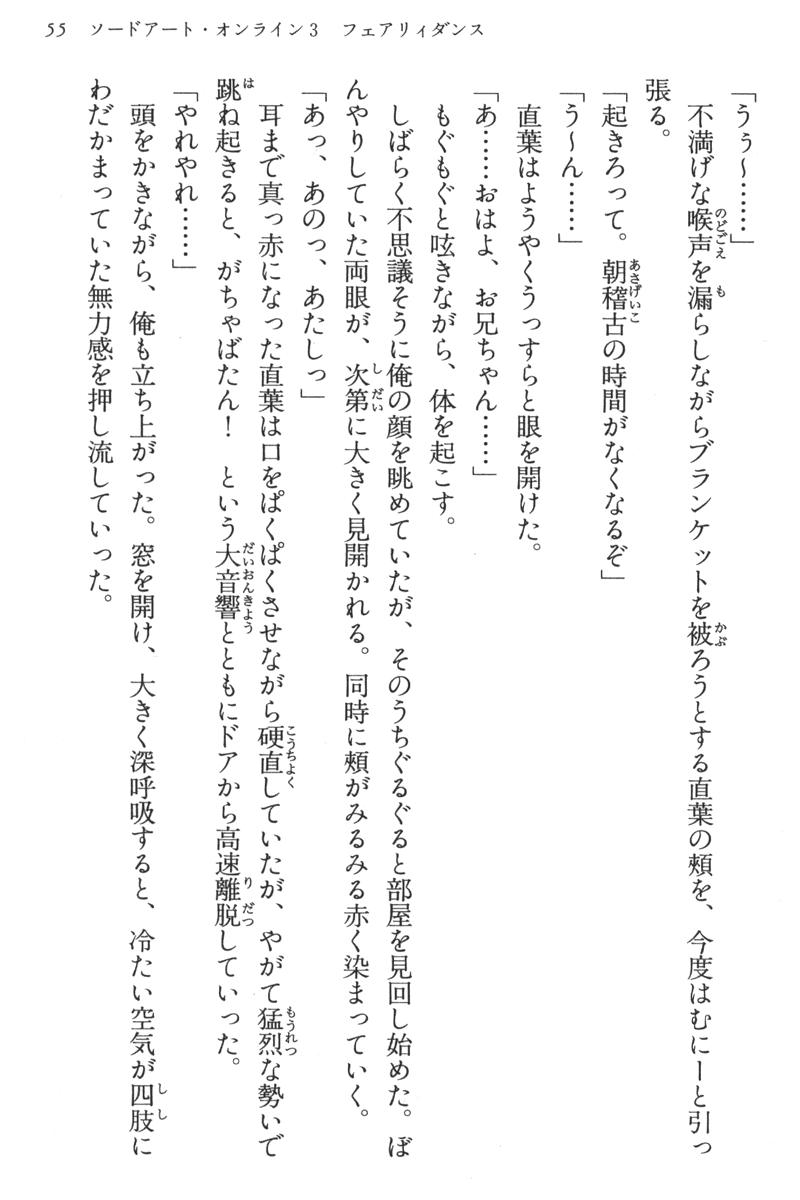 55　ソードアート・オンライン3　フェアリィダンス
「うぅ～……」
　不満げな喉声を漏らしながらブランケットを被ろうとする直葉の頬を、今度はむにーと引っ
張る。
「起きろって。朝稽古の時間がなくなるぞ」
「う～ん……」
　直葉はようやくうっすらと眼を開けた。
「あ……おはよ、お兄ちゃん……」
　もぐもぐと呟きながら、体を起こす。
　しばらく不思議そうに俺の顔を眺めていたが、そのうちぐるぐると部屋を見回し始めた。ぼ
んやりしていた両眼が、次第に大きく見開かれる。同時に頬がみるみる赤く染まっていく。
「あっ、あのっ、あたしっ」
　耳まで真っ赤になった直葉は口をぱくぱくさせながら硬直していたが、やがて猛烈な勢いで
跳ね起きると、がちゃばたん！　という大音響とともにドアから高速離脱していった。
「やれやれ……」
　頭をかきながら、俺も立ち上がった。窓を開け、大きく深呼吸すると、冷たい空気が四肢に
わだかまっていた無力感を押し流していった。